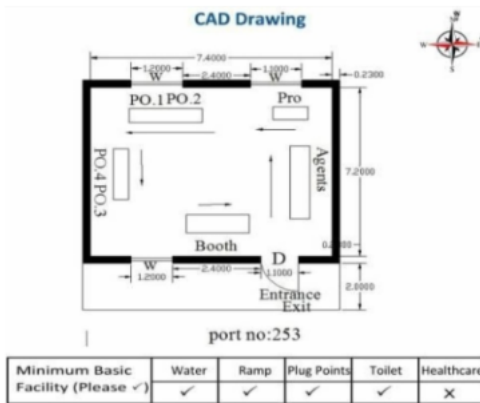 CAD Drawing
N
W
E
S
7.4000
1.2000
2.4000
1.1000
0.2300
W
W
PO.1 PO.2
Pro
PO.4 PO.3
Agents
7.2000
Booth
D
W
1.2000
2.4000
1.1000
2.0000
Entrance
Exit
port no:253
Minimum Basic Facility (Please ✓) Water Ramp Plug Points Toilet Healthcare
✓ ✓ ✓ ✓ ✗